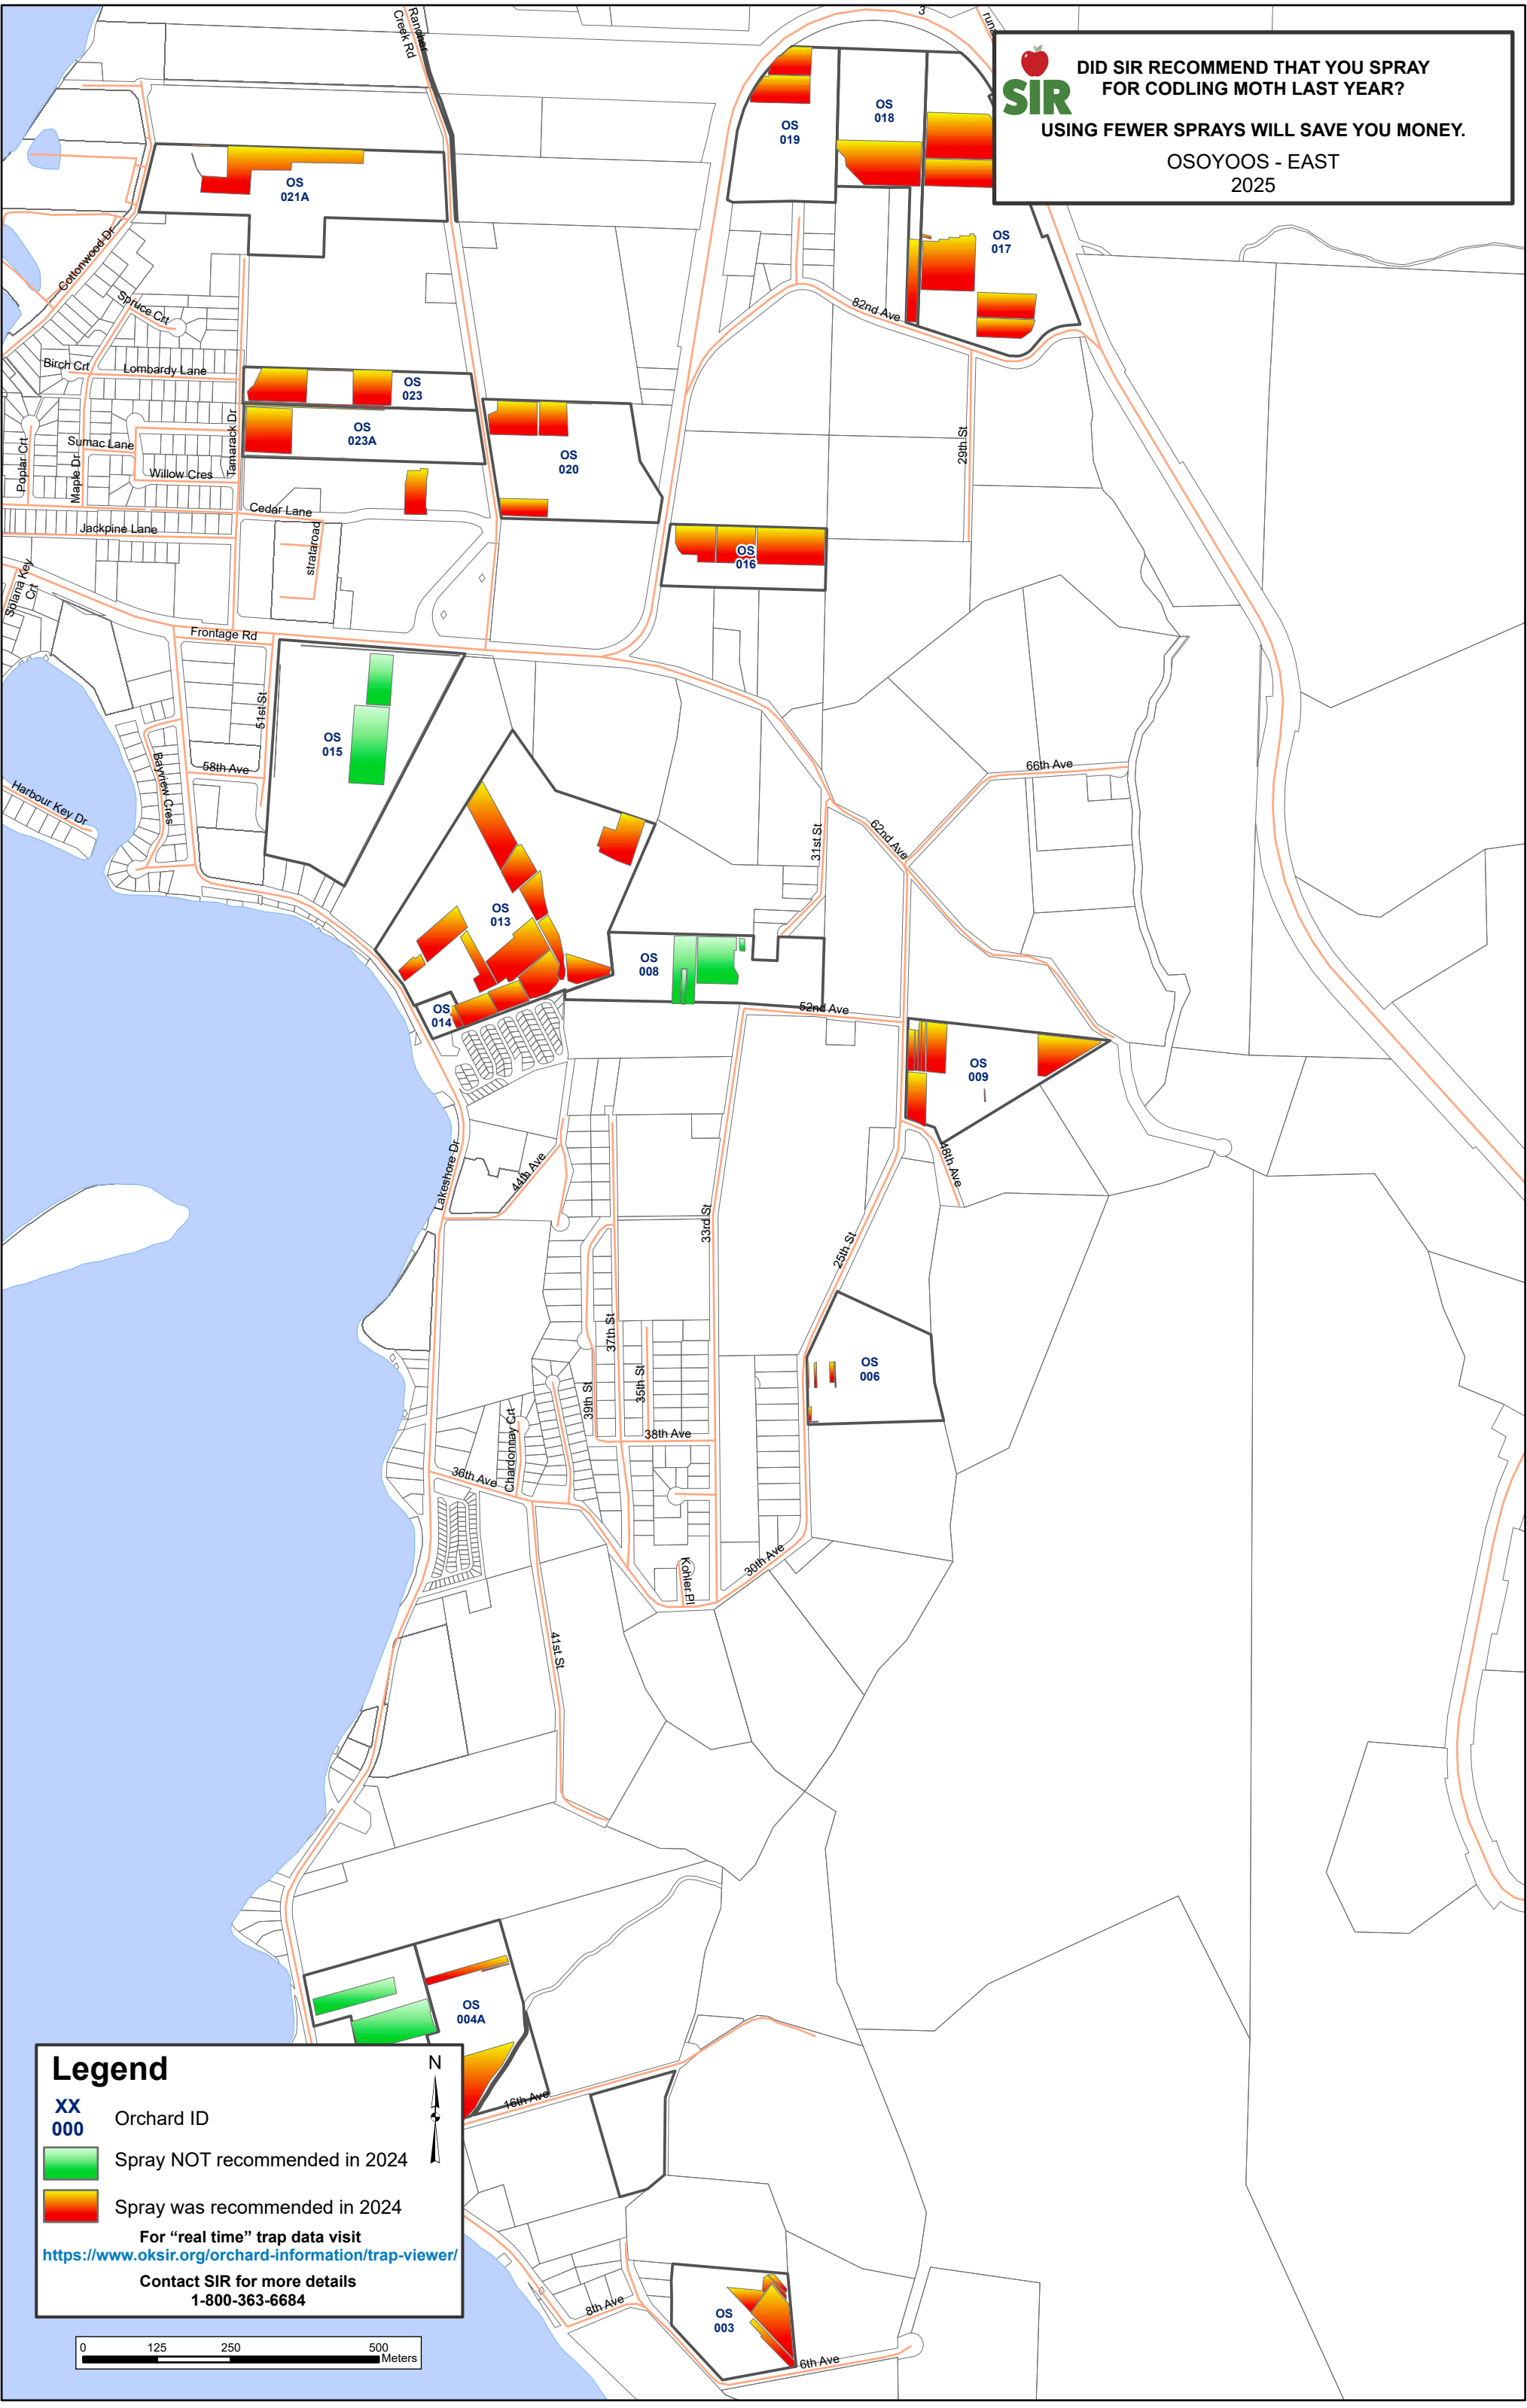 SIR
DID SIR RECOMMEND THAT YOU SPRAY
FOR CODLING MOTH LAST YEAR?
USING FEWER SPRAYS WILL SAVE YOU MONEY.
OSOYOOS - EAST
2025
3
Rancher
Creek Rd
OS
019
OS
018
OS
017
OS
021A
Cottonwood Dr
Spruce Crt
82nd Ave
Birch Crt
Lombardy Lane
OS
023
OS
023A
Tamarack Dr
29th St
Poplar Crt
Sumac Lane
Maple Dr
Willow Cres
OS
020
Cedar Lane
Jackpine Lane
strataroad
OS
016
Solana Key
Crt
Frontage Rd
51st St
OS
015
58th Ave
Bayview Cres
Harbour Key Dr
66th Ave
62nd Ave
31st St
OS
013
OS
008
OS
014
52nd Ave
OS
009
48th Ave
Lakeshore Dr
44th Ave
33rd St
25th St
37th St
OS
006
35th St
39th St
38th Ave
Chardonnay Crt
36th Ave
30th Ave
Kohler Pl
41st St
OS
004A
16th Ave
Legend
N
XX
000
Orchard ID
Spray NOT recommended in 2024
Spray was recommended in 2024
For “real time” trap data visit
https://www.oksir.org/orchard-information/trap-viewer/
Contact SIR for more details
1-800-363-6684
8th Ave
OS
003
6th Ave
0 125 250 500
Meters